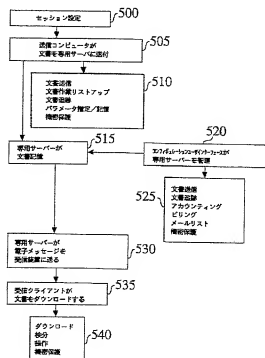 セッション設定
500
送信コンピュータが
文書を専用サーバに送付
505
文書送信
文書作業リストアップ
文書追跡
パラメータ指定/記憶
機密保護
510
515
520
専用サーバーが
文書記憶
コンフィギュレーションユーザインターフェースが
専用サーバーを管理
文書送信
文書追跡
アカウンティング
ビリング
メールリスト
機密保護
525
専用サーバーが
電子メッセージを
受信装置に送る
530
535
受信クライアントが
文書をダウンロードする
ダウンロード
検分
操作
機密保護
540